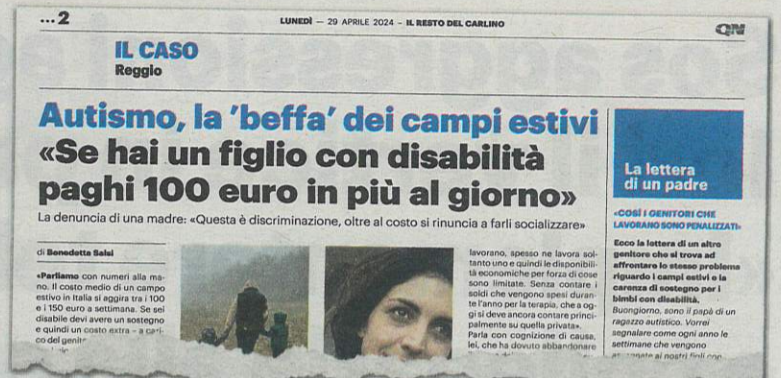 ...2
LUNEDÌ — 29 APRILE 2024 – IL RESTO DEL CARLINO
QN
IL CASO
Reggio
Autismo, la 'beffa' dei campi estivi
«Se hai un figlio con disabilità
paghi 100 euro in più al giorno»
La denuncia di una madre: «Questa è discriminazione, oltre al costo si rinuncia a farli socializzare»
di Benedetta Salsi
«Parliamo con numeri alla ma-
no. Il costo medio di un campo
estivo in Italia si aggira tra i 100
e i 150 euro a settimana. Se sei
disabile devi avere un sostegno
e quindi un costo extra – a cari-
co del genit
lavorano, spesso ne lavora sol-
tanto uno e quindi le disponibili-
tà economiche per forza di cose
sono limitate. Senza contare i
soldi che vengono spesi duran-
te l'anno per la terapia, che a og-
gi si deve ancora contare princi-
palmente su quella privata».
Parla con cognizione di causa,
lei, che ha dovuto abbandonare
La lettera
di un padre
«COSÌ I GENITORI CHE
LAVORANO SONO PENALIZZATI»
Ecco la lettera di un altro
genitore che si trova ad
affrontare lo stesso problema
riguardo i campi estivi e la
carenza di sostegno per i
bimbi con disabilità.
Buongiorno, sono il papà di un
ragazzo autistico. Vorrei
segnalare come ogni anno le
settimane che vengono
ai nostri figli con